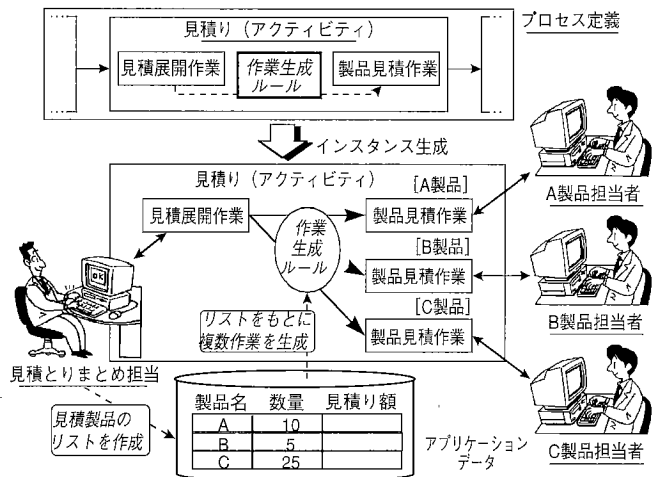 プロセス定義
見積り（アクティビティ）
見積展開作業
作業生成
ルール
製品見積作業
インスタンス生成
見積り（アクティビティ）
見積展開作業
作業
生成
ルール
[A製品]
製品見積作業
[B製品]
製品見積作業
[C製品]
製品見積作業
A製品担当者
B製品担当者
C製品担当者
見積とりまとめ担当
リストをもとに
複数作業を生成
見積製品の
リストを作成
製品名 数量 見積り額
A 10
B 5
C 25
アプリケーション
データ